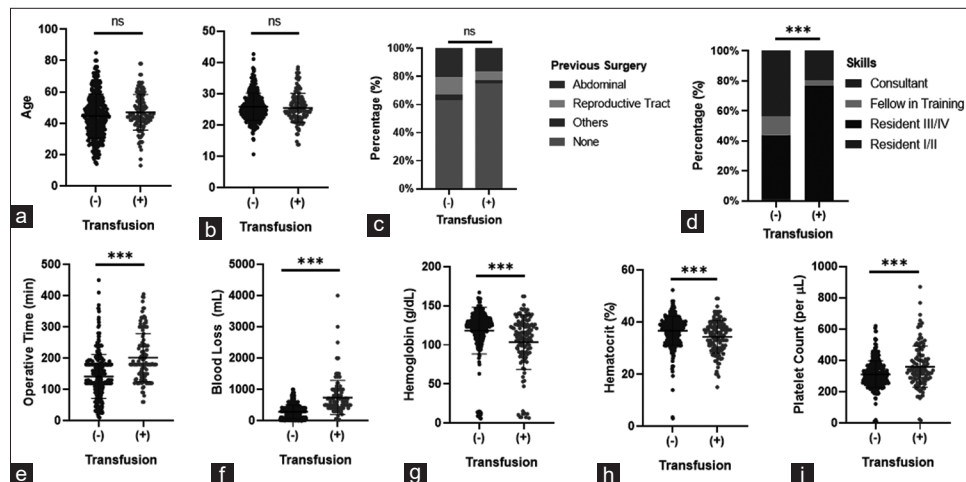 ns
Age
100
80
60
40
20
0
(-)
(+)
Transfusion
a
ns
40
30
20
10
0
(-)
(+)
Transfusion
b
ns
Percentage (%)
100%
80%
60%
40%
20%
0%
(-)
(+)
Transfusion
Previous Surgery
Abdominal
Reproductive Tract
Others
None
c
***
Percentage (%)
100%
80%
60%
40%
20%
0%
(-)
(+)
Transfusion
Skills
Consultant
Fellow in Training
Resident III/IV
Resident I/II
d
***
Operative Time (min)
500
400
300
200
100
0
(-)
(+)
Transfusion
e
***
Blood Loss (mL)
5000
4000
3000
2000
1000
0
(-)
(+)
Transfusion
f
***
Hemoglobin (g/dL)
200
150
100
50
0
(-)
(+)
Transfusion
g
***
Hematocrit (%)
60
40
20
0
(-)
(+)
Transfusion
h
***
Platelet Count (per µL)
1000
800
600
400
200
0
(-)
(+)
Transfusion
i